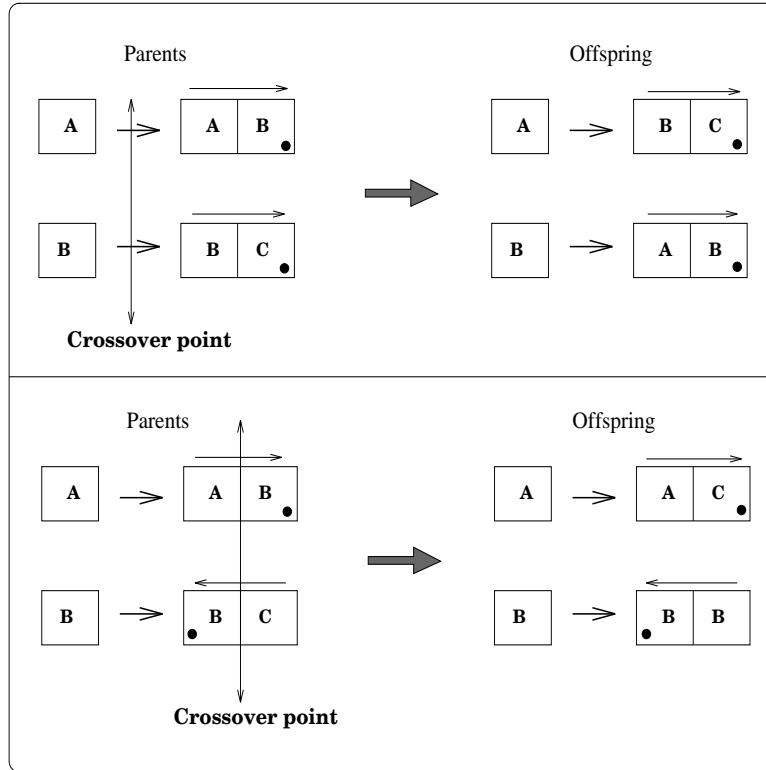 Parents Offspring
A A B A B C
B B C B A B
Crossover point
Parents Offspring
A A B A C
B B C B B B
Crossover point